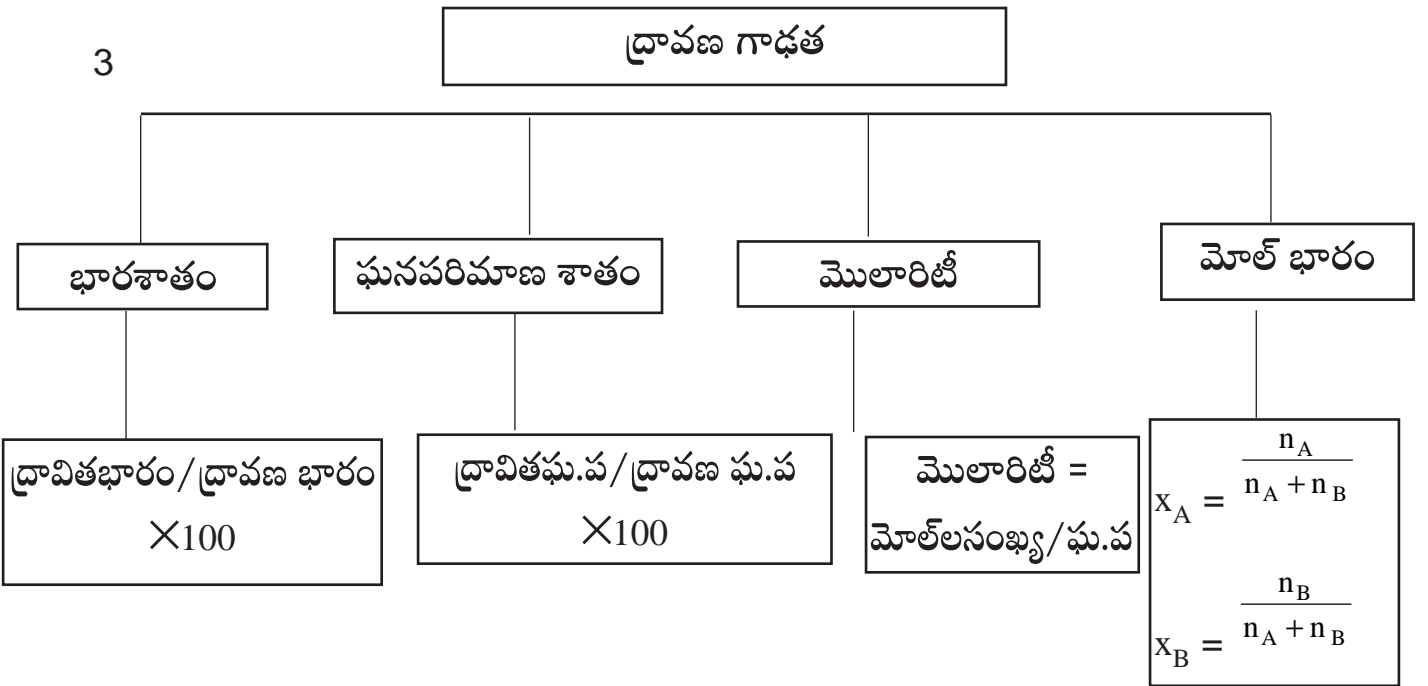 3
ద్రావణ గాఢత
భారశాతం
ఘనపరిమాణ శాతం
మొలారిటీ
మోల్ భారం
ద్రావితభారం/ద్రావణ భారం
×100
ద్రావితఘ.ప/ద్రావణ ఘ.ప
×100
మొలారిటీ =
మోల్‌లసంఖ్య/ఘ.ప
x_A = n_A / (n_A + n_B)
x_B = n_B / (n_A + n_B)